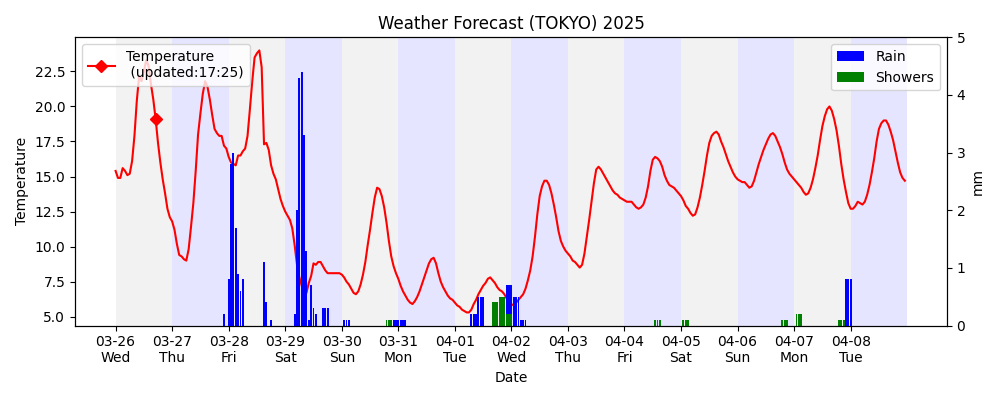 Weather Forecast (TOKYO) 2025
Temperature
(updated:17:25)
Rain
Showers
Temperature
22.5
20.0
17.5
15.0
12.5
10.0
7.5
5.0
5
4
3
2
1
0
mm
03-26 03-27 03-28 03-29 03-30 03-31 04-01 04-02 04-03 04-04 04-05 04-06 04-07 04-08
Wed Thu Fri Sat Sun Mon Tue Wed Thu Fri Sat Sun Mon Tue
Date